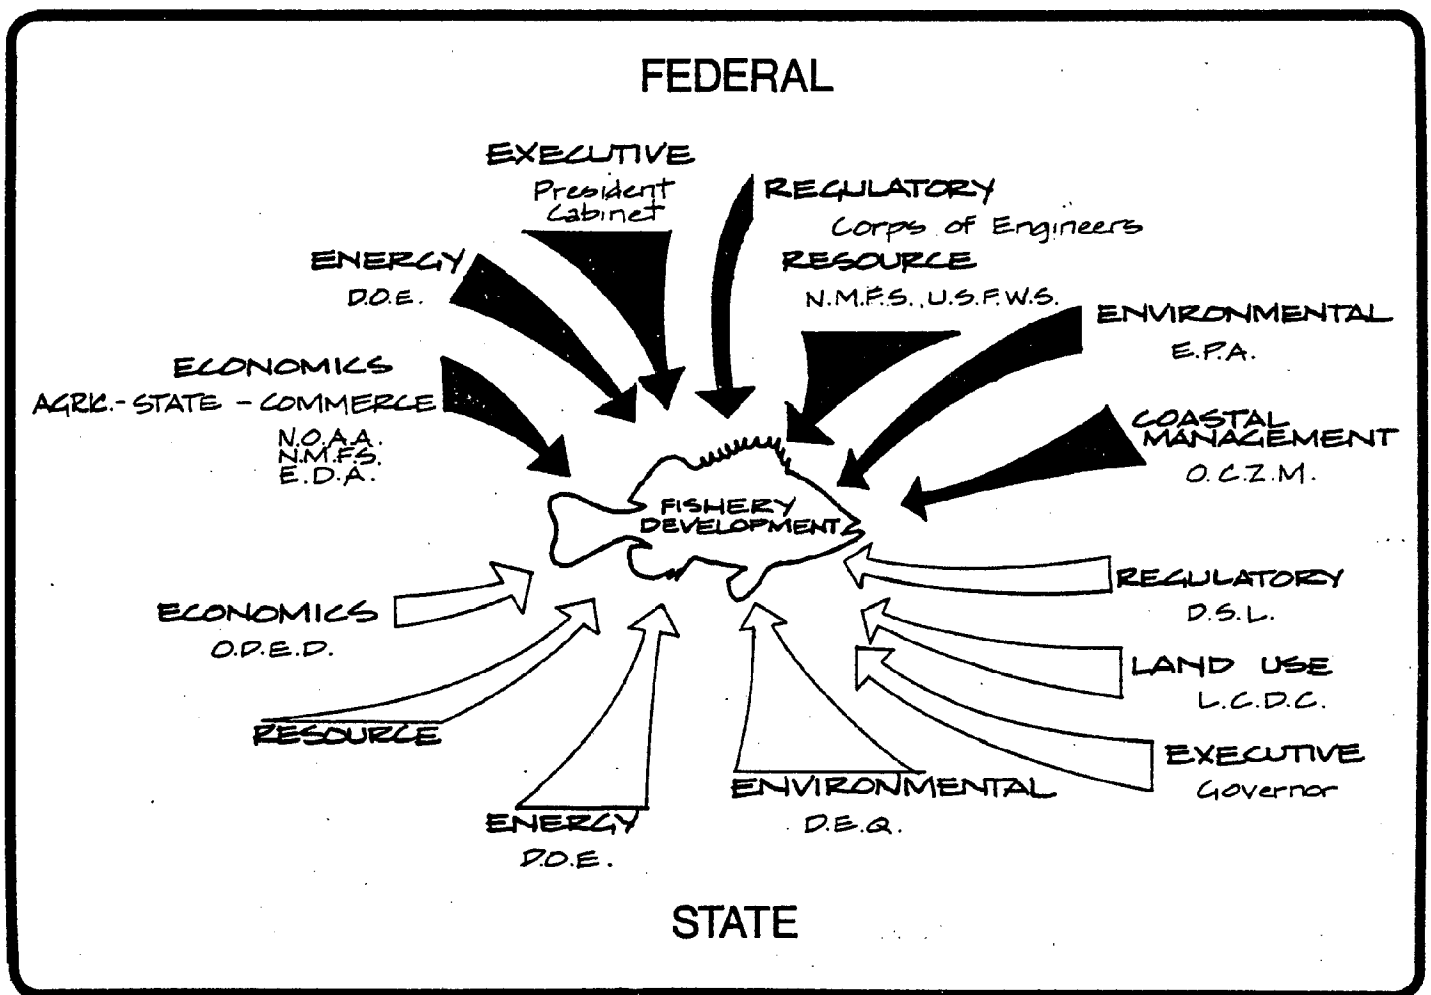 FEDERAL
EXECUTIVE
President
Cabinet
REGULATORY
Corps of Engineers
ENERGY
D.O.E.
RESOURCE
N.M.F.S., U.S.F.W.S.
ENVIRONMENTAL
E.P.A.
ECONOMICS
AGRIC.-STATE-COMMERCE
N.O.A.A.
N.M.F.S.
E.D.A.
COASTAL
MANAGEMENT
O.C.Z.M.
FISHERY
DEVELOPMENT
REGULATORY
D.S.L.
ECONOMICS
O.D.E.D.
LAND USE
L.C.D.C.
RESOURCE
EXECUTIVE
Governor
ENVIRONMENTAL
D.E.Q.
ENERGY
D.O.E.
STATE